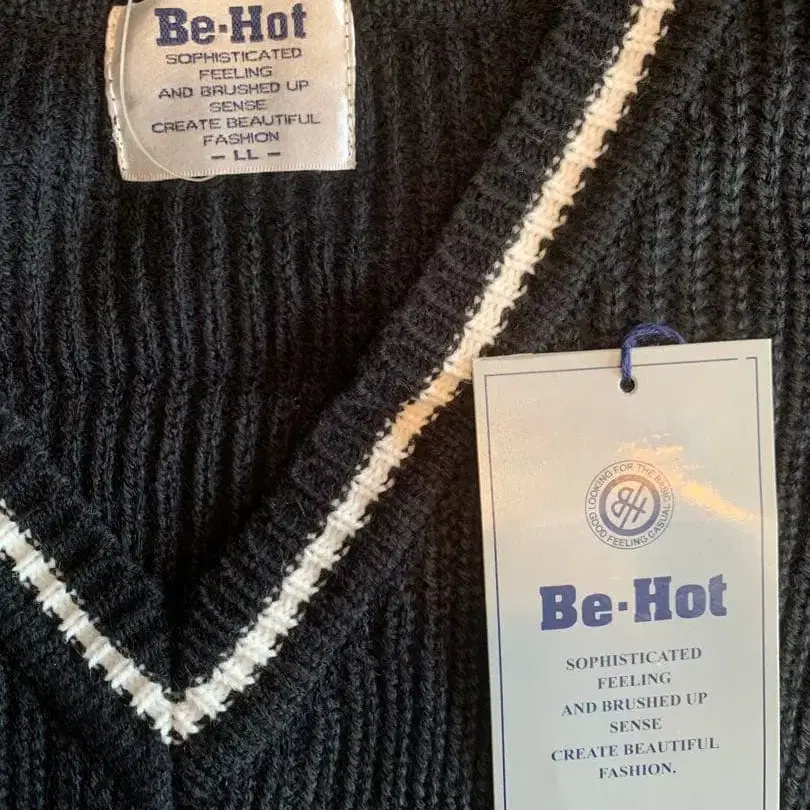 Be-Hot
SOPHISTICATED
FEELING
AND BRUSHED UP
SENSE
CREATE BEAUTIFUL
FASHION
- LL -
LOOKING FOR THE BASIC
GOOD FEELING CASUAL
BH
Be-Hot
SOPHISTICATED
FEELING
AND BRUSHED UP
SENSE
CREATE BEAUTIFUL
FASHION.